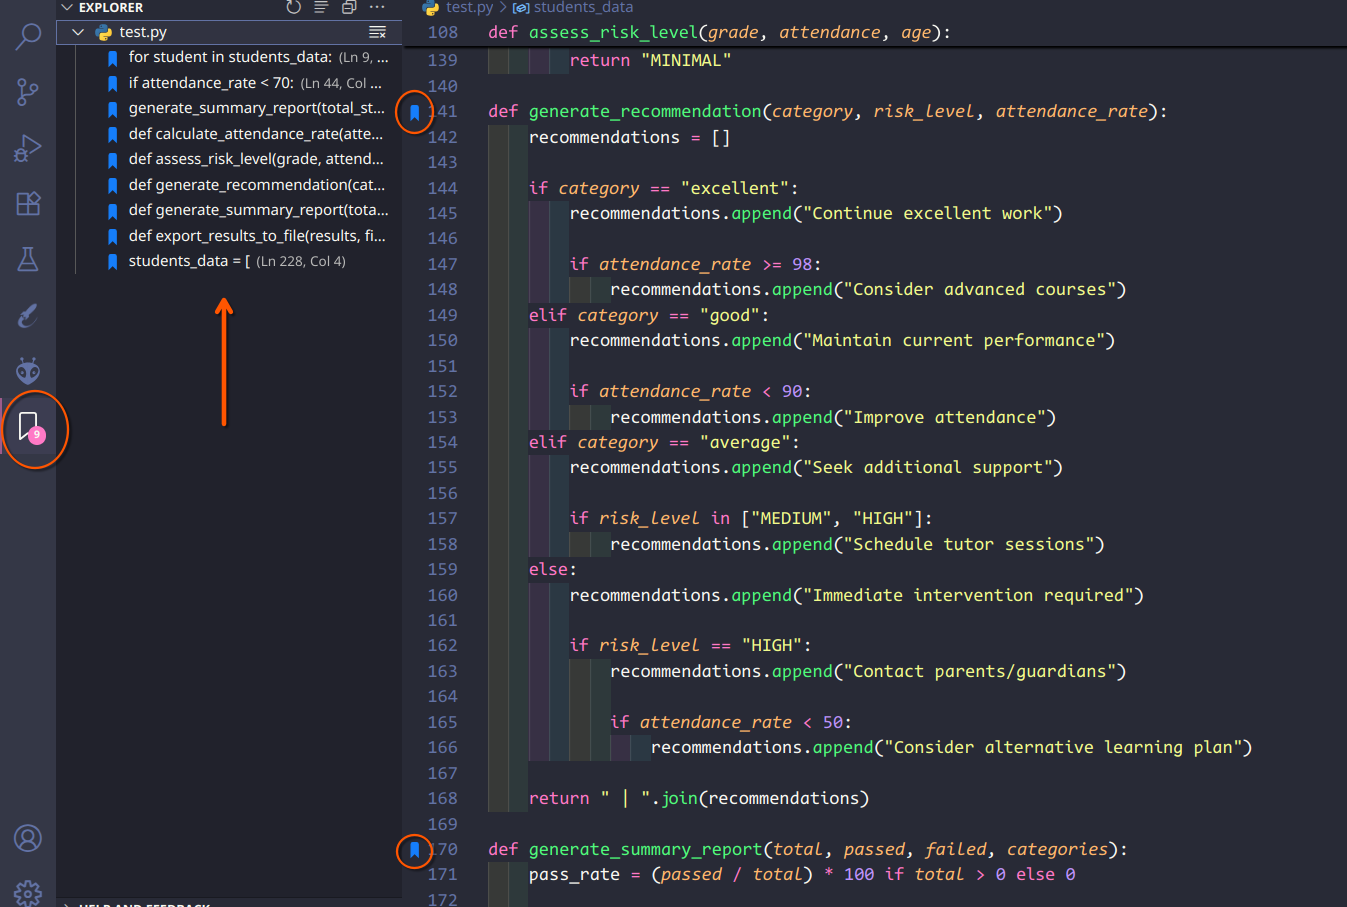 EXPLORER
test.py
for student in students_data: (Ln 9, ...
if attendance_rate < 70: (Ln 44, Col ...
generate_summary_report(total_st...
def calculate_attendance_rate(atte...
def assess_risk_level(grade, attend...
def generate_recommendation(cat...
def generate_summary_report(tota...
def export_results_to_file(results, fi...
students_data = [ (Ln 228, Col 4)
9
HELP AND FEEDBACK
test.py > students_data
108 def assess_risk_level(grade, attendance, age):
139 return "MINIMAL"
140
141 def generate_recommendation(category, risk_level, attendance_rate):
142 recommendations = []
143
144 if category == "excellent":
145 recommendations.append("Continue excellent work")
146
147 if attendance_rate >= 98:
148 recommendations.append("Consider advanced courses")
149 elif category == "good":
150 recommendations.append("Maintain current performance")
151
152 if attendance_rate < 90:
153 recommendations.append("Improve attendance")
154 elif category == "average":
155 recommendations.append("Seek additional support")
156
157 if risk_level in ["MEDIUM", "HIGH"]:
158 recommendations.append("Schedule tutor sessions")
159 else:
160 recommendations.append("Immediate intervention required")
161
162 if risk_level == "HIGH":
163 recommendations.append("Contact parents/guardians")
164
165 if attendance_rate < 50:
166 recommendations.append("Consider alternative learning plan")
167
168 return " | ".join(recommendations)
169
170 def generate_summary_report(total, passed, failed, categories):
171 pass_rate = (passed / total) * 100 if total > 0 else 0
172